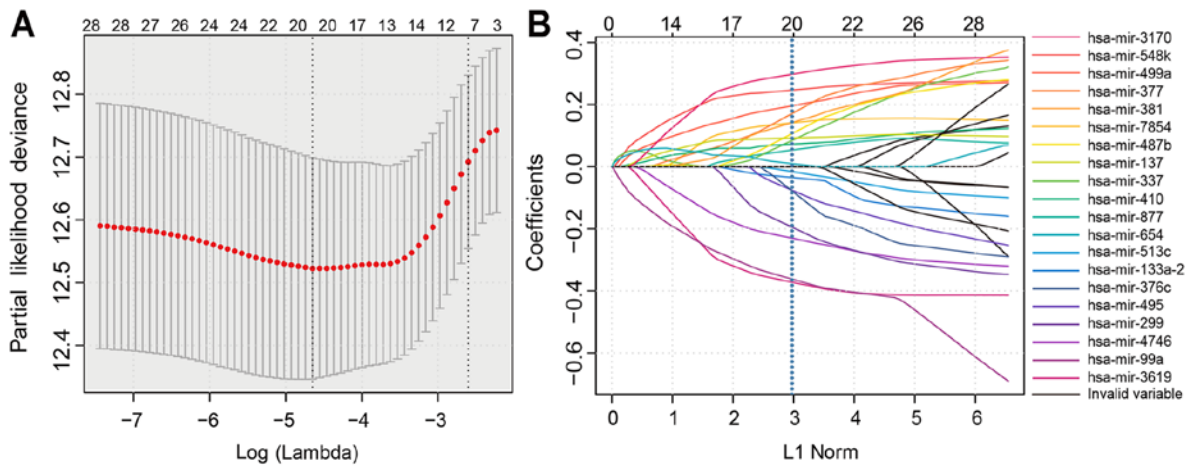 A
28 28 27 26 24 24 22 20 20 17 13 14 7 3
Partial likelihood deviance
12.8
12.7
12.6
12.5
12.4
−7 −6 −5 −4 −3
Log (Lambda)
B
0 14 17 20 22 26 28
Coefficients
0.4
0.2
0.0
−0.2
−0.4
−0.6
0 1 2 3 4 5 6
L1 Norm
hsa-mir-3170
hsa-mir-548k
hsa-mir-499a
hsa-mir-377
hsa-mir-381
hsa-mir-7854
hsa-mir-487b
hsa-mir-137
hsa-mir-337
hsa-mir-410
hsa-mir-877
hsa-mir-654
hsa-mir-513c
hsa-mir-133a-2
hsa-mir-376c
hsa-mir-495
hsa-mir-299
hsa-mir-4746
hsa-mir-99a
hsa-mir-3619
Invalid variable